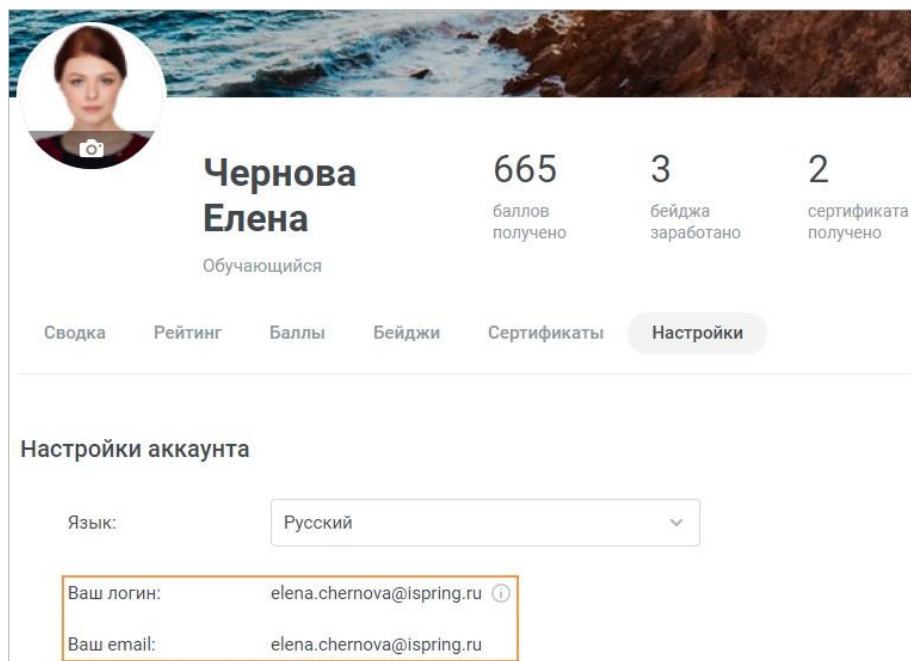 Чернова
Елена
Обучающийся
665
баллов
получено
3
бейджа
заработано
2
сертификата
получено
Сводка Рейтинг Баллы Бейджи Сертификаты Настройки
Настройки аккаунта
Язык: Русский
Ваш логин: elena.chernova@ispring.ru
Ваш email: elena.chernova@ispring.ru